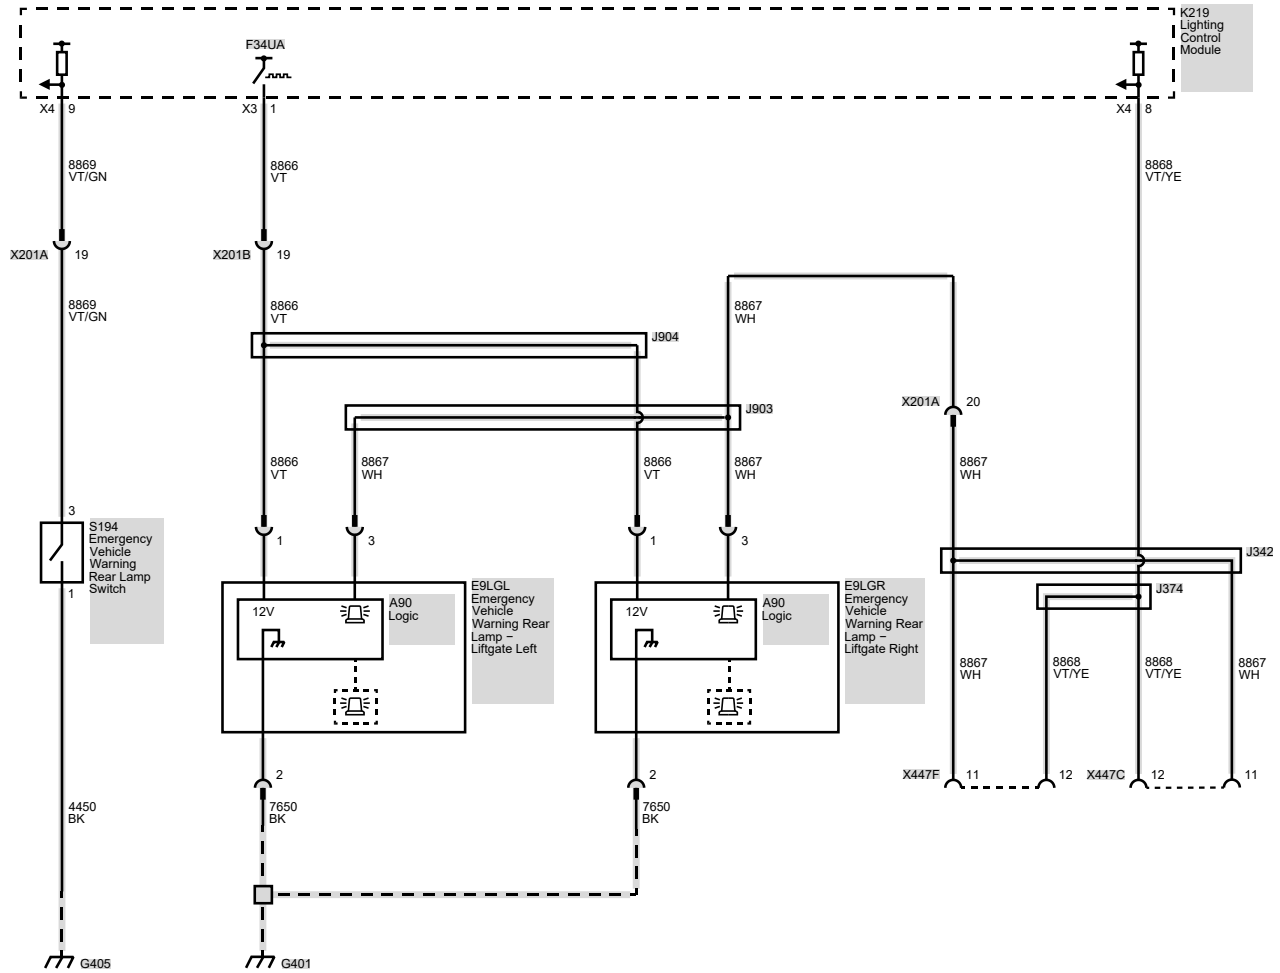 K219
Lighting
Control
Module
F34UA
X4 9
X3 1
X4 8
8869
VT/GN
8866
VT
8868
VT/YE
X201A 19
X201B 19
8869
VT/GN
8866
VT
8867
WH
J904
X201A 20
J903
8866
VT
8867
WH
8866
VT
8867
WH
8867
WH
3
S194
Emergency
Vehicle
Warning
Rear Lamp
Switch
1
1
3
1
3
J342
J374
12V
A90
Logic
E9LGL
Emergency
Vehicle
Warning Rear
Lamp –
Liftgate Left
12V
A90
Logic
E9LGR
Emergency
Vehicle
Warning Rear
Lamp –
Liftgate Right
8867
WH
8868
VT/YE
8868
VT/YE
8867
WH
2
2
X447F 11
12
X447C 12
11
4450
BK
7650
BK
7650
BK
G405
G401